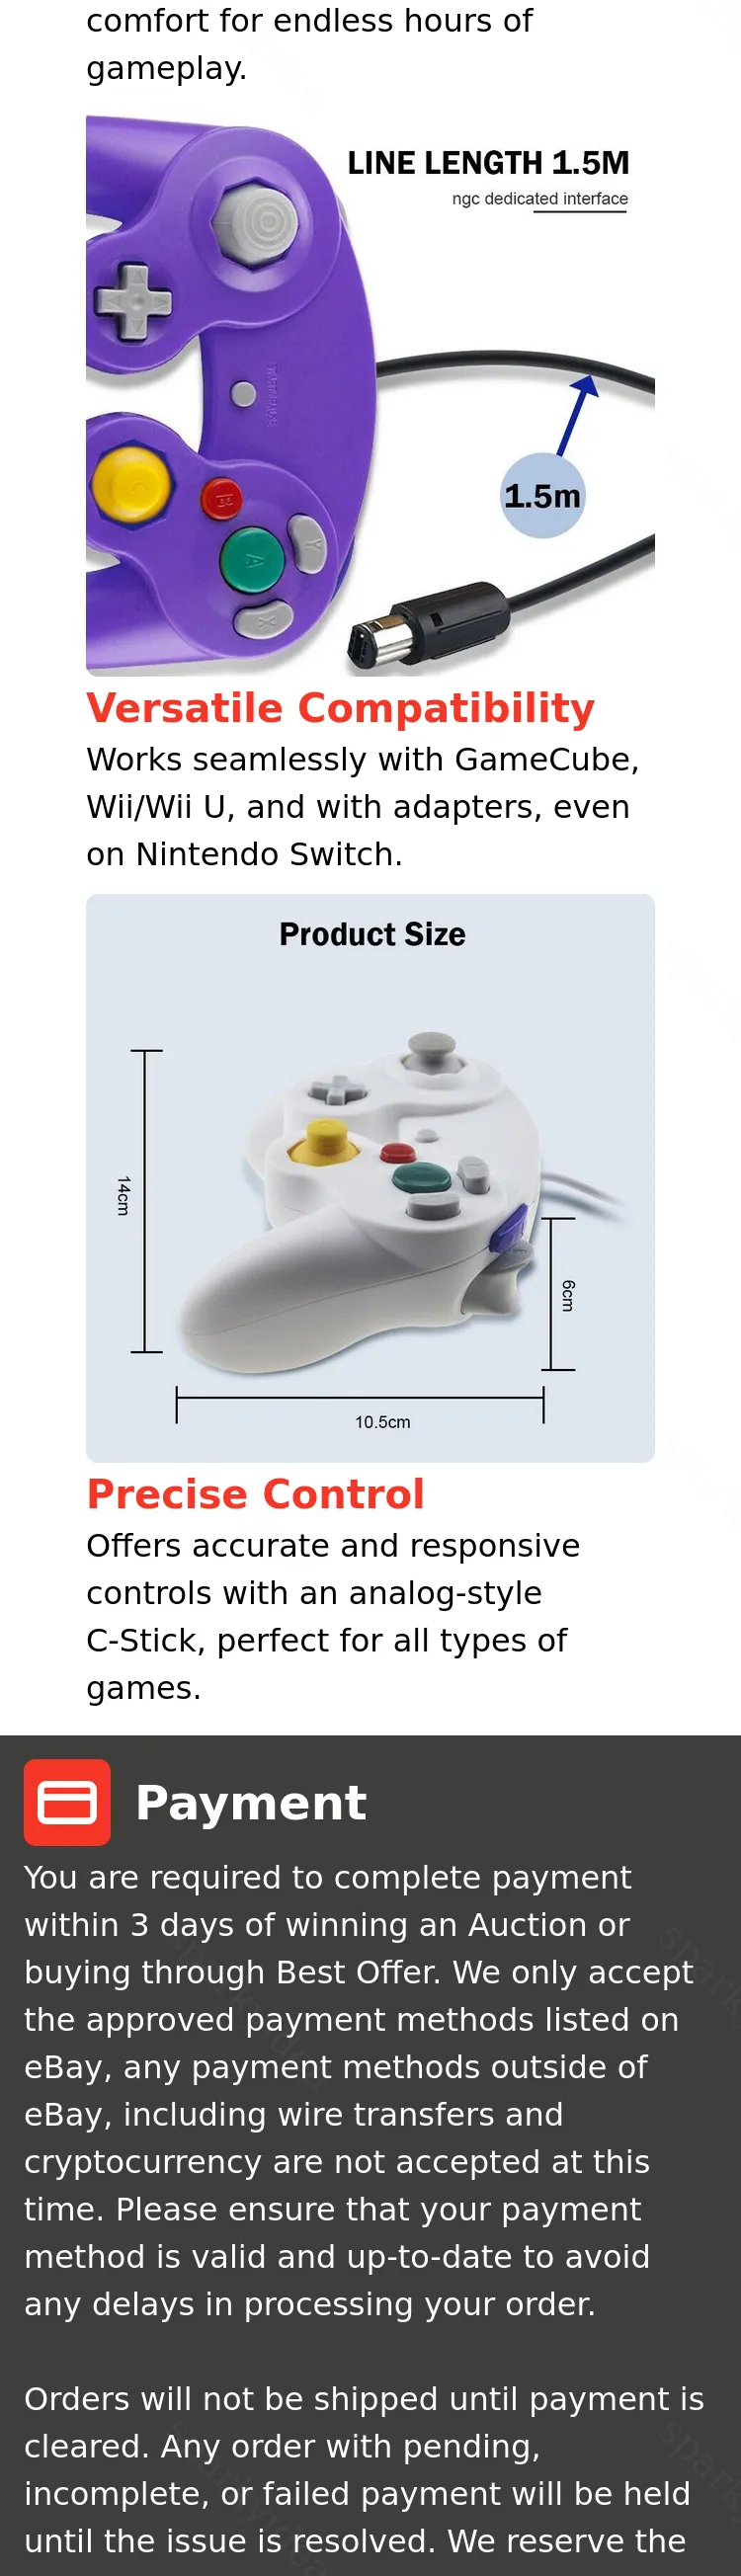 comfort for endless hours of
gameplay.
LINE LENGTH 1.5M
ngc dedicated interface
1.5m
B
A
Y
X
Versatile Compatibility
Works seamlessly with GameCube,
Wii/Wii U, and with adapters, even
on Nintendo Switch.
Product Size
14cm
6cm
10.5cm
Precise Control
Offers accurate and responsive
controls with an analog-style
C-Stick, perfect for all types of
games.
Payment
You are required to complete payment
within 3 days of winning an Auction or
buying through Best Offer. We only accept
the approved payment methods listed on
eBay, any payment methods outside of
eBay, including wire transfers and
cryptocurrency are not accepted at this
time. Please ensure that your payment
method is valid and up-to-date to avoid
any delays in processing your order.
Orders will not be shipped until payment is
cleared. Any order with pending,
incomplete, or failed payment will be held
until the issue is resolved. We reserve the